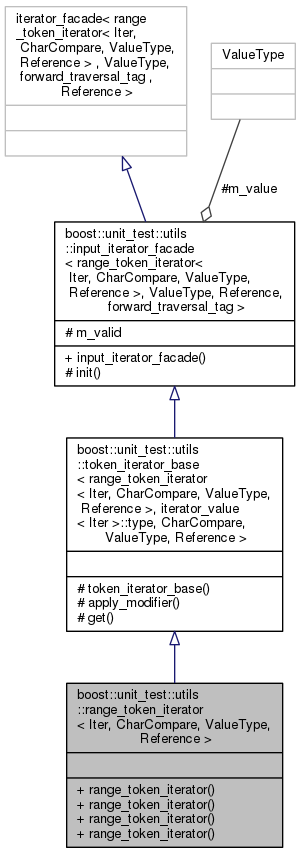 iterator_facade< range
_token_iterator< Iter,
CharCompare, ValueType,
Reference > , ValueType,
forward_traversal_tag ,
Reference >
ValueType
#m_value
boost::unit_test::utils
::input_iterator_facade
< range_token_iterator<
Iter, CharCompare, ValueType,
Reference >, ValueType, Reference,
forward_traversal_tag >
# m_valid
+ input_iterator_facade()
# init()
boost::unit_test::utils
::token_iterator_base
< range_token_iterator
< Iter, CharCompare, ValueType,
Reference >, iterator_value
< Iter >::type, CharCompare,
ValueType, Reference >
# token_iterator_base()
# apply_modifier()
# get()
boost::unit_test::utils
::range_token_iterator
< Iter, CharCompare, ValueType,
Reference >
+ range_token_iterator()
+ range_token_iterator()
+ range_token_iterator()
+ range_token_iterator()